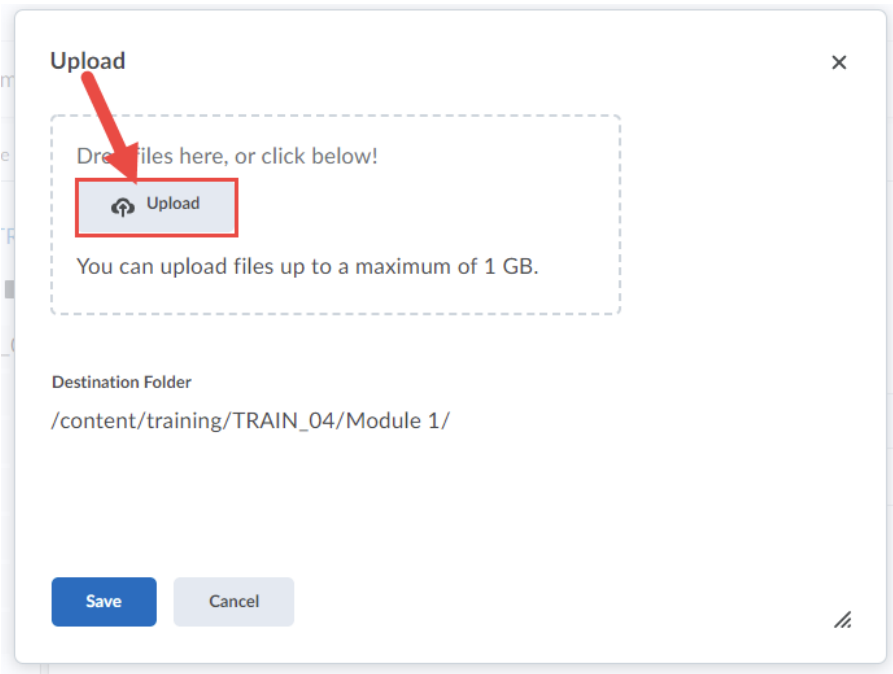 Upload
files here, or click below!
Upload
You can upload files up to a maximum of 1 GB.
Destination Folder
/content/training/TRAIN_04/Module 1/
Save
Cancel